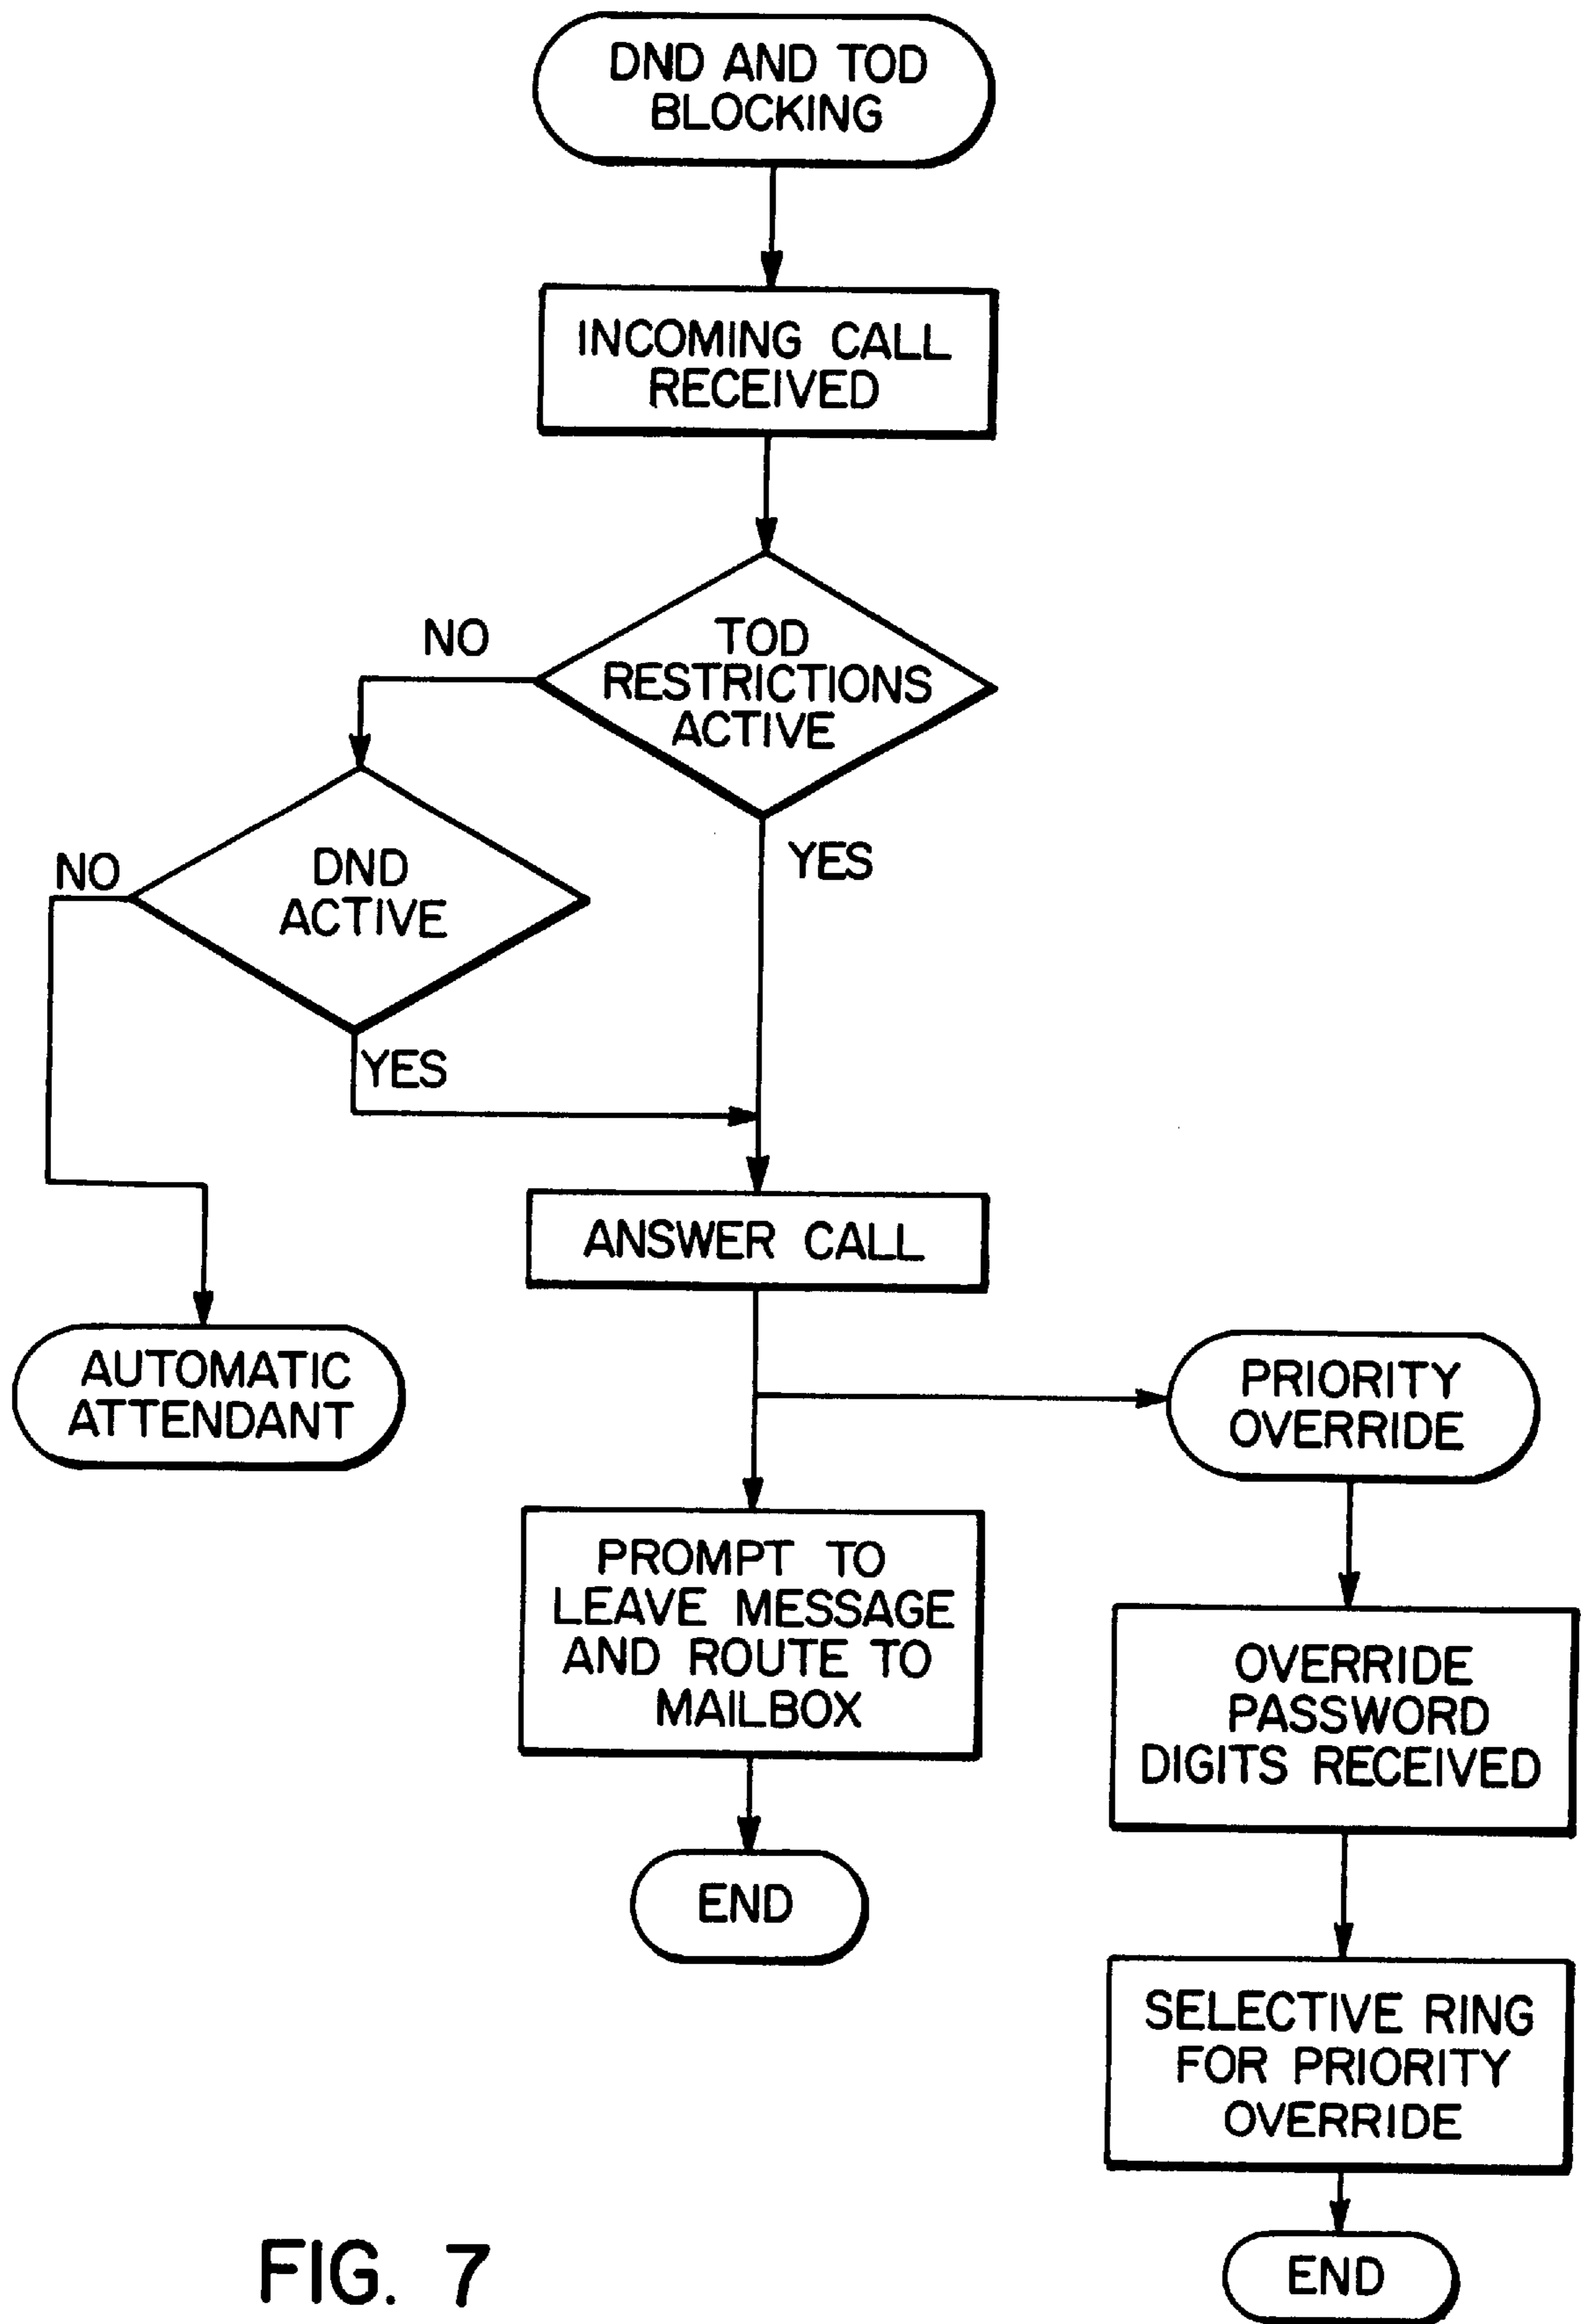 DND AND TOD
BLOCKING
INCOMING CALL
RECEIVED
NO
TOD
RESTRICTIONS
ACTIVE
YES
NO
DND
ACTIVE
YES
ANSWER CALL
AUTOMATIC
ATTENDANT
PRIORITY
OVERRIDE
PROMPT TO
LEAVE MESSAGE
AND ROUTE TO
MAILBOX
OVERRIDE
PASSWORD
DIGITS RECEIVED
END
SELECTIVE RING
FOR PRIORITY
OVERRIDE
END
FIG. 7